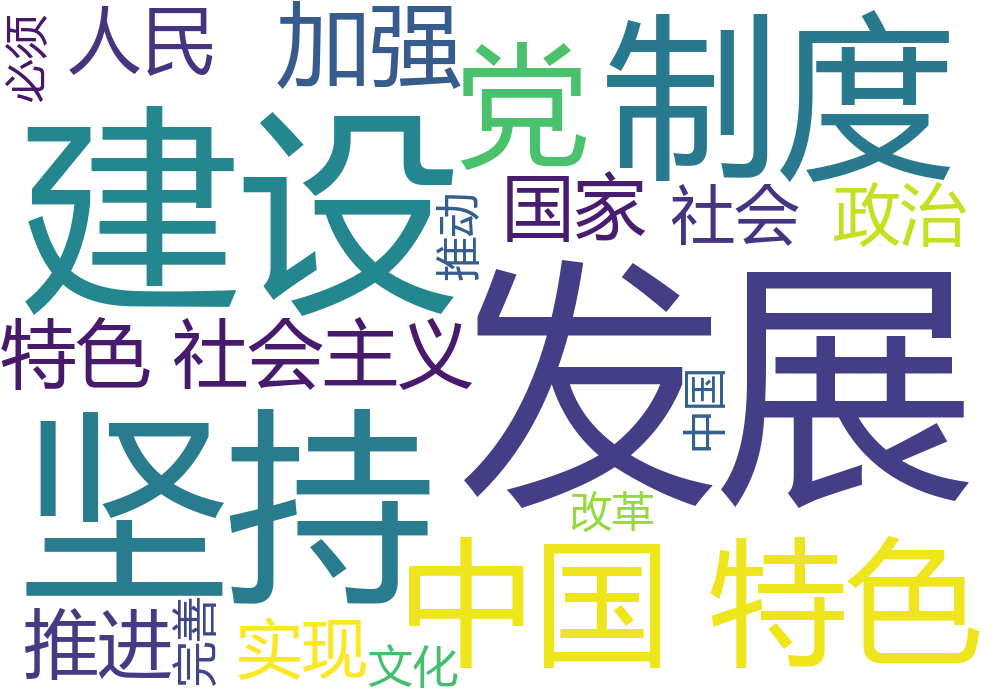 必须
人民
加强
党
制度
建设
推动
国家
社会
政治
发展
特色 社会主义
中国
坚持
改革
中国 特色
推进
完善
实现
文化